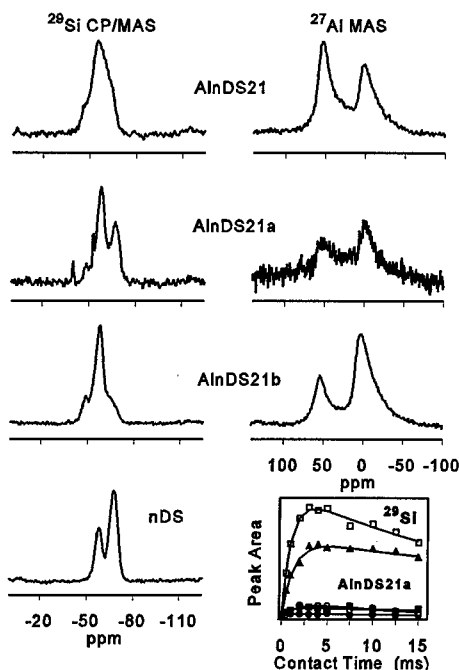 ²⁹Si CP/MAS
²⁷Al MAS
AlnDS21
AlnDS21a
AlnDS21b
100 50 0 -50 -100
ppm
nDS
-20 -50 -80 -110
ppm
²⁹Si
AlnDS21a
Peak Area
0 5 10 15
Contact Time (ms)